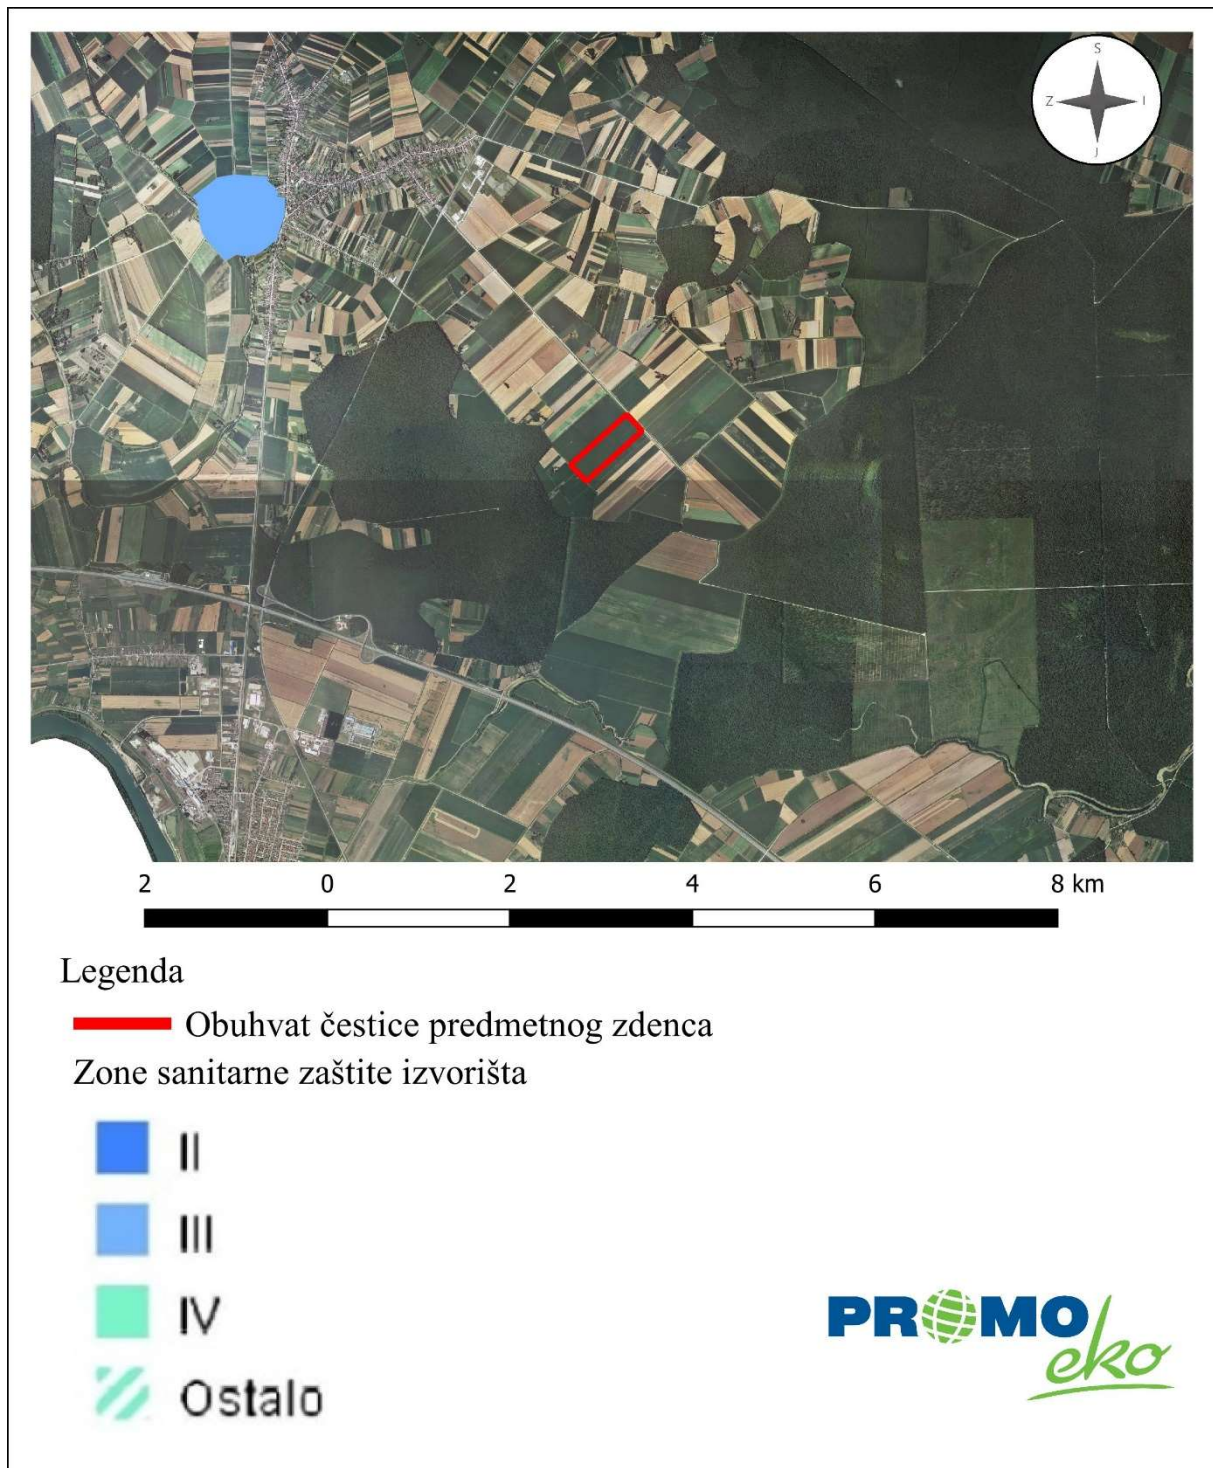 S
Z I
J
2 0 2 4 6 8 km
Legenda
Obuhvat čestice predmetnog zdenca
Zone sanitarne zaštite izvorišta
II
III
IV
Ostalo
PROMO
eko